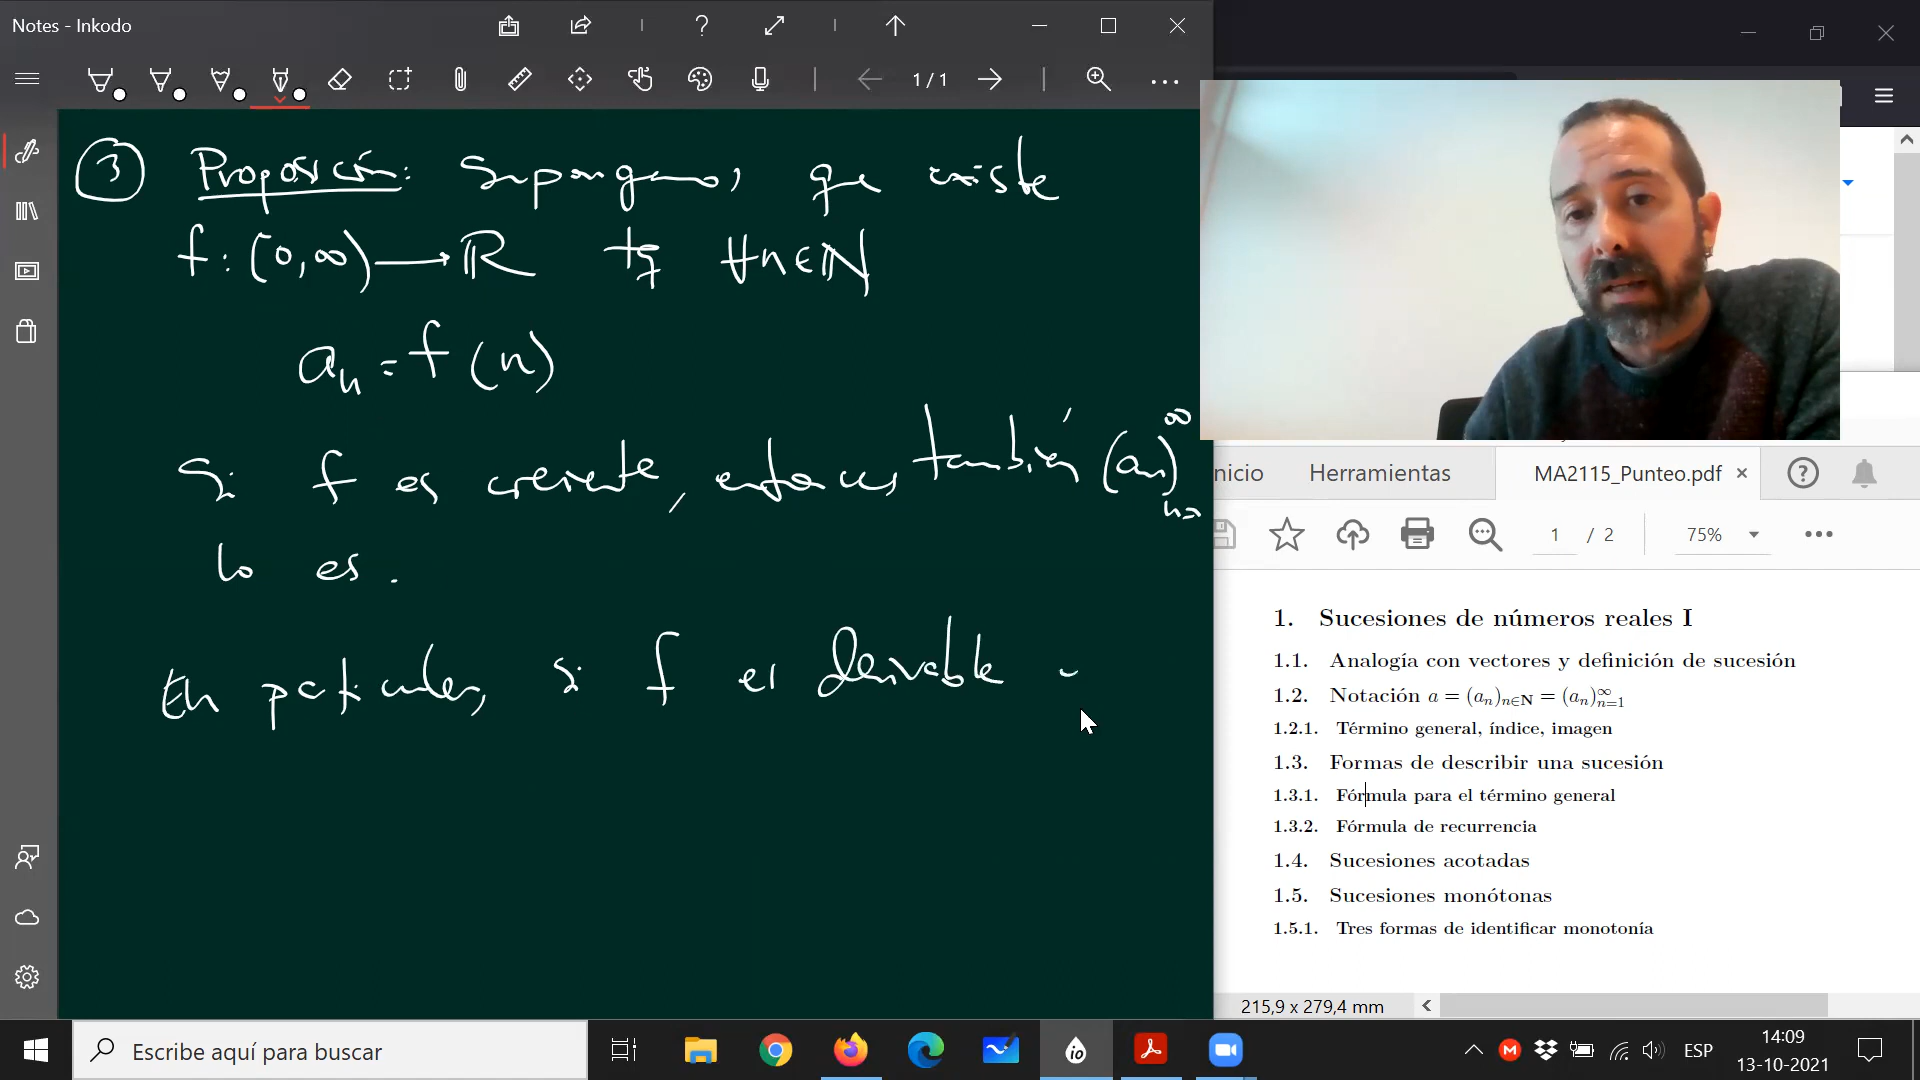 Notes - Inkodo
1 / 1
3 Proposición: Supongamos que existe
f : (0, ∞) → ℝ tq ∀n∈ℕ
aₙ = f(n)
Si f es creciente, entonces también (aₙ)^∞ n=
lo es.
En particular, si f es derivable
nicio Herramientas MA2115_Punteo.pdf ×
1 / 2 75%
1. Sucesiones de números reales I
1.1. Analogía con vectores y definición de sucesión
1.2. Notación a = (aₙ)n∈N = (aₙ)∞n=1
1.2.1. Término general, índice, imagen
1.3. Formas de describir una sucesión
1.3.1. Fórmula para el término general
1.3.2. Fórmula de recurrencia
1.4. Sucesiones acotadas
1.5. Sucesiones monótonas
1.5.1. Tres formas de identificar monotonía
215,9 x 279,4 mm
Escribe aquí para buscar
io
M
ESP
14:09
13-10-2021